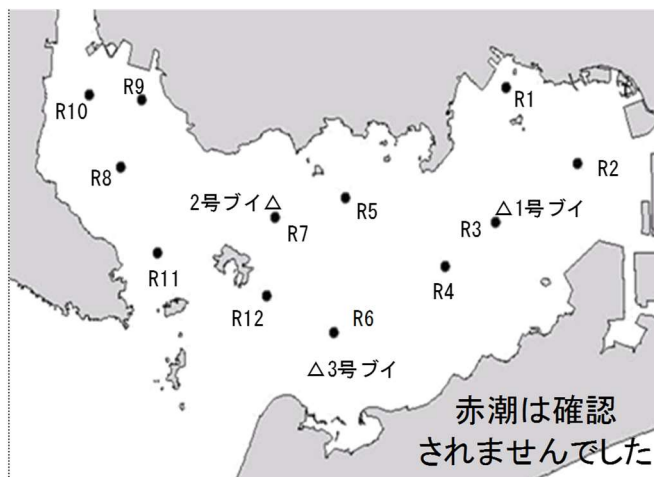 R9
R1
R10
R2
R8
R5
2号ブイ△
△1号ブイ
R7
R3
R11
R4
R12
R6
△3号ブイ
赤潮は確認
されませんでした